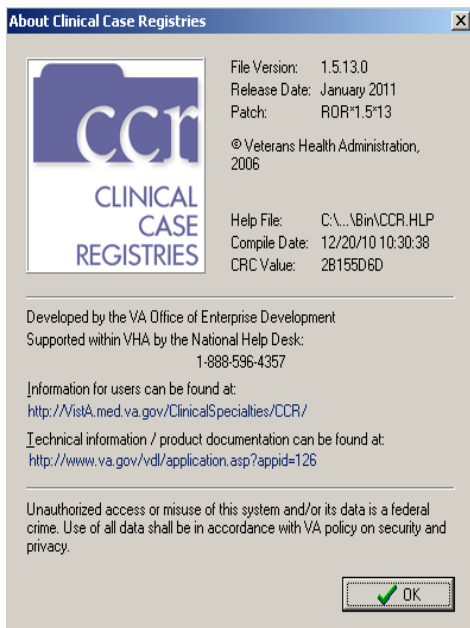 About Clinical Case Registries
ccr
CLINICAL
CASE
REGISTRIES
File Version: 1.5.13.0
Release Date: January 2011
Patch: ROR*1.5*13
© Veterans Health Administration,
2006
Help File: C:\...\Bin\CCR.HLP
Compile Date: 12/20/10 10:30:38
CRC Value: 2B155D6D
Developed by the VA Office of Enterprise Development
Supported within VHA by the National Help Desk:
1-888-596-4357
Information for users can be found at:
http://VistA.med.va.gov/ClinicalSpecialties/CCR/
Technical information / product documentation can be found at:
http://www.va.gov/vdl/application.asp?appid=126
Unauthorized access or misuse of this system and/or its data is a federal
crime. Use of all data shall be in accordance with VA policy on security and
privacy.
OK